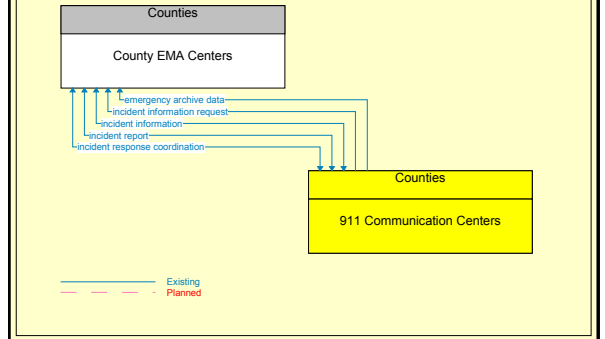 Counties
County EMA Centers
emergency archive data
incident information request
incident information
incident report
incident response coordination
Counties
911 Communication Centers
Existing
Planned